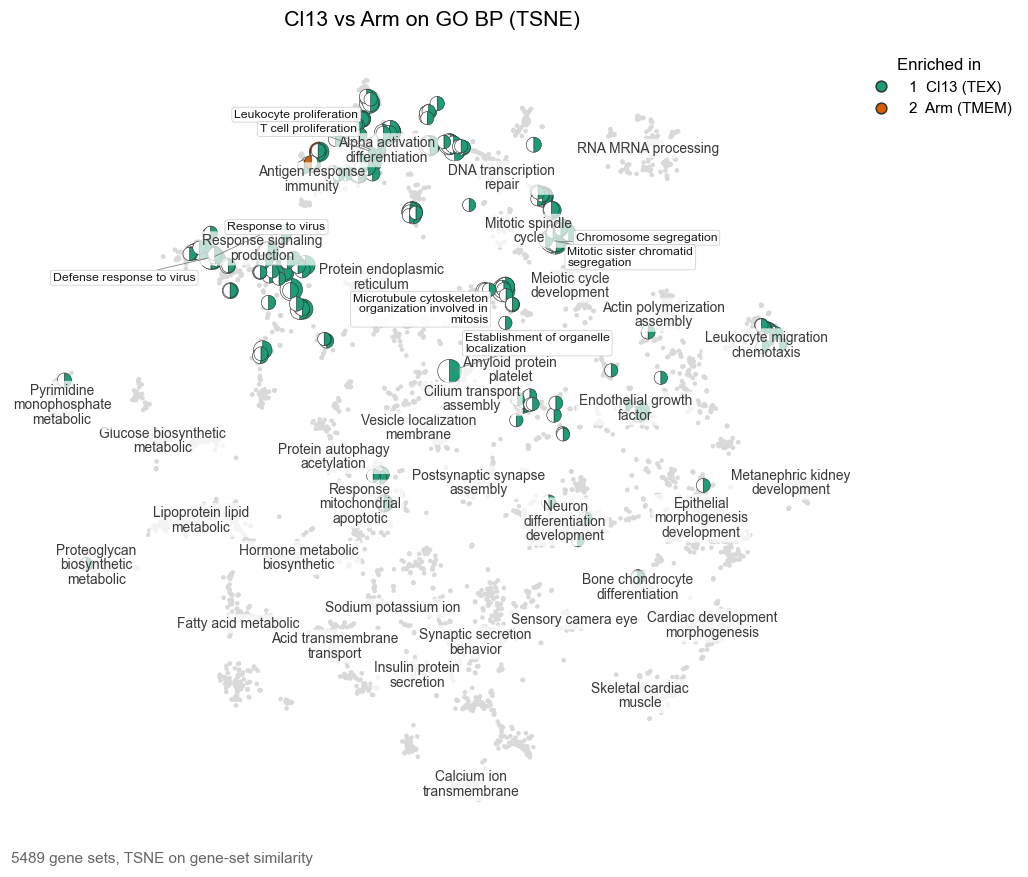 Cl13 vs Arm on GO BP (TSNE)
Enriched in
1 Cl13 (TEX)
2 Arm (TMEM)
Leukocyte proliferation
T cell proliferation
Alpha activation
differentiation
RNA MRNA processing
Antigen response
immunity
DNA transcription
repair
Response to virus
Mitotic spindle
cycle
Chromosome segregation
Response signaling
production
Mitotic sister chromatid
segregation
Defense response to virus
Protein endoplasmic
reticulum
Meiotic cycle
development
Microtubule cytoskeleton
organization involved in
mitosis
Actin polymerization
assembly
Establishment of organelle
localization
Leukocyte migration
chemotaxis
Amyloid protein
platelet
Pyrimidine
monophosphate
metabolic
Cilium transport
assembly
Endothelial growth
factor
Vesicle localization
membrane
Glucose biosynthetic
metabolic
Protein autophagy
acetylation
Postsynaptic synapse
assembly
Metanephric kidney
development
Response
mitochondrial
apoptotic
Neuron
differentiation
development
Epithelial
morphogenesis
development
Lipoprotein lipid
metabolic
Proteoglycan
biosynthetic
metabolic
Hormone metabolic
biosynthetic
Bone chondrocyte
differentiation
Sodium potassium ion
Fatty acid metabolic
Sensory camera eye
Cardiac development
morphogenesis
Acid transmembrane
transport
Synaptic secretion
behavior
Insulin protein
secretion
Skeletal cardiac
muscle
Calcium ion
transmembrane
5489 gene sets, TSNE on gene-set similarity